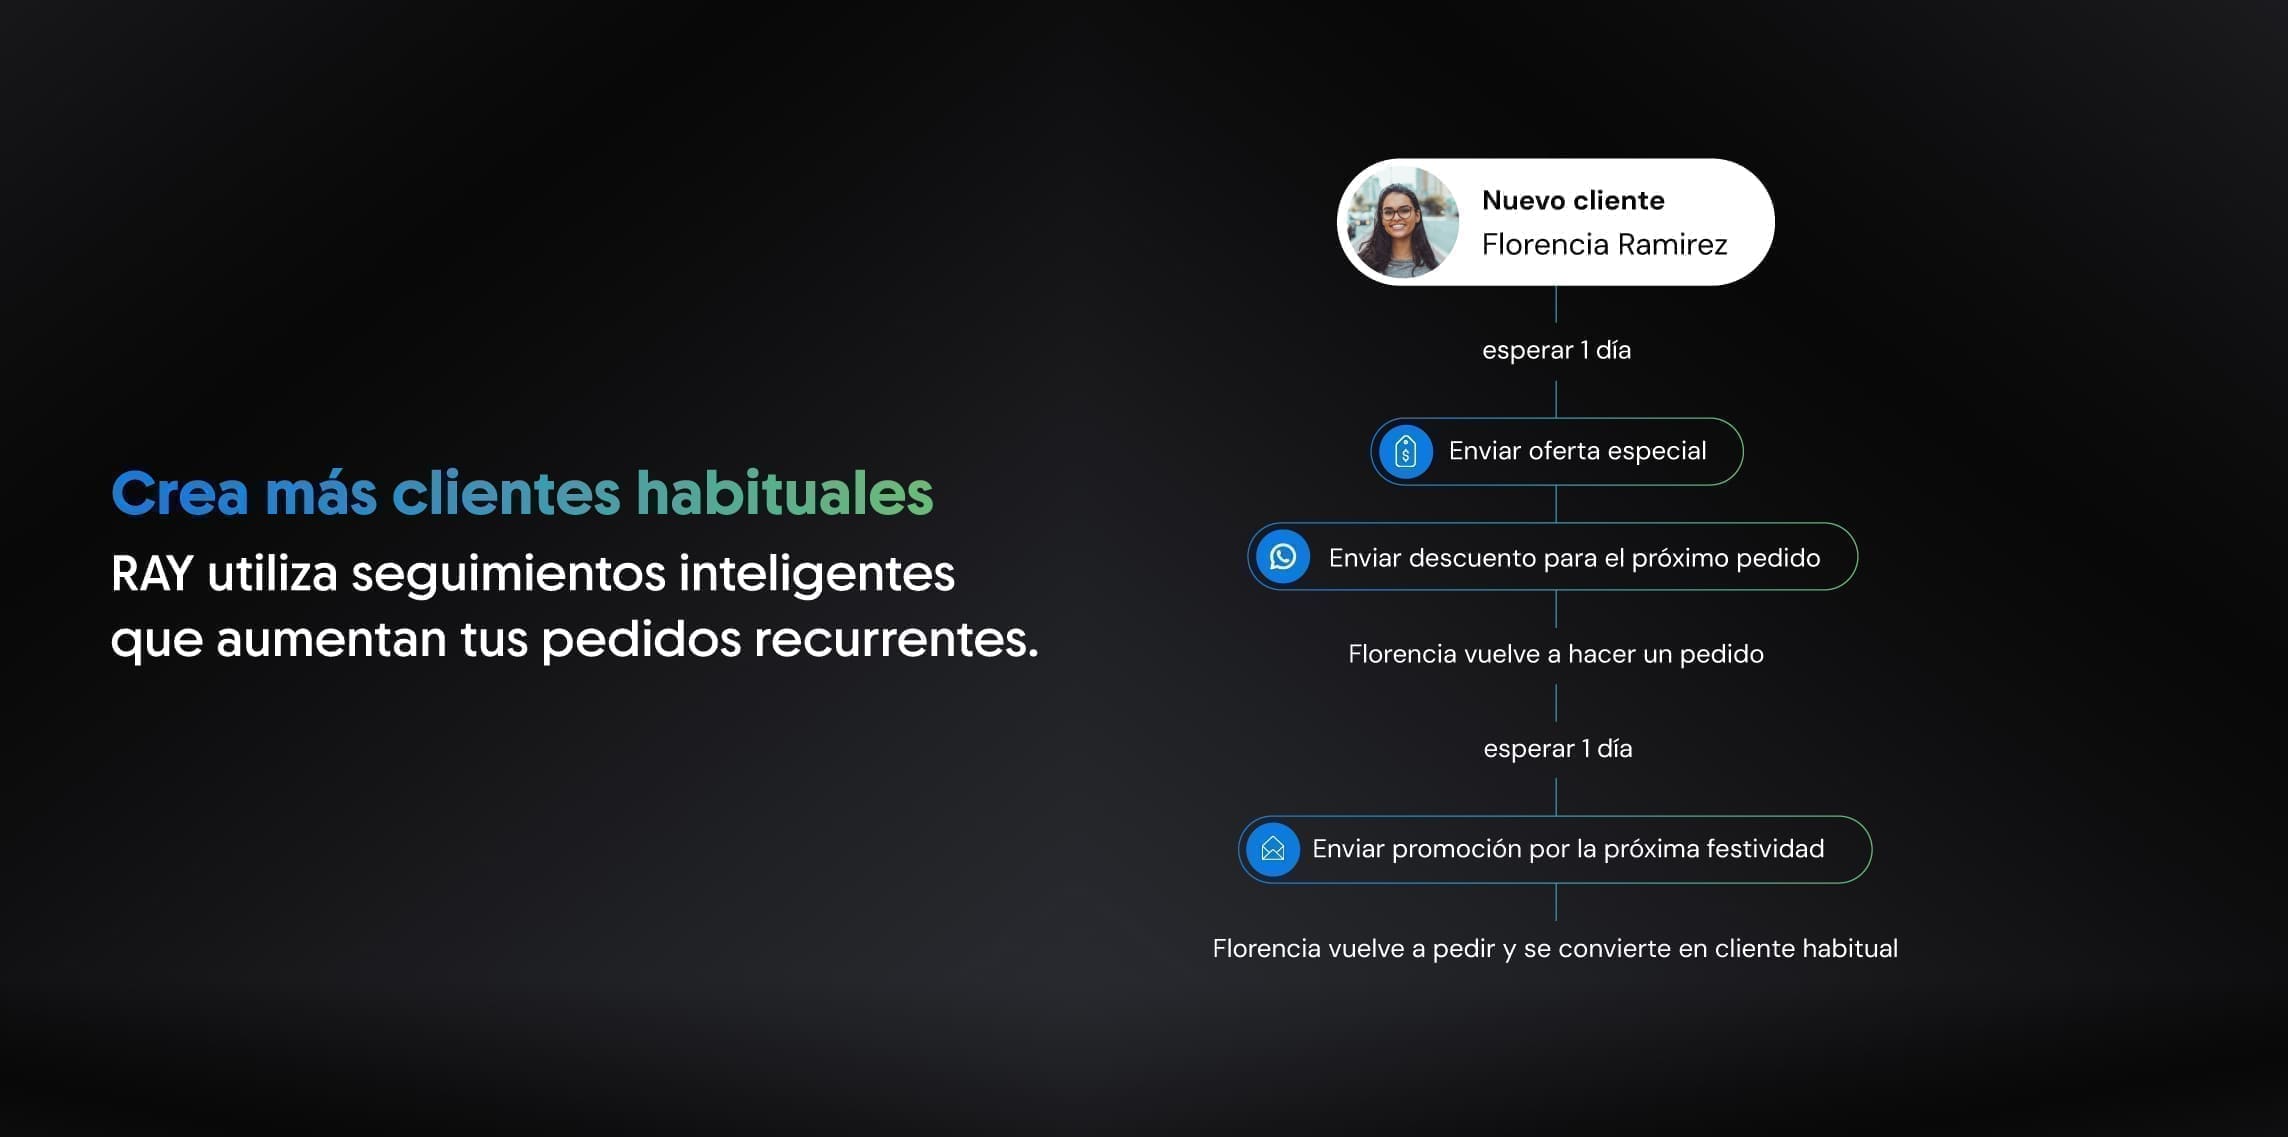 Crea más clientes habituales
RAY utiliza seguimientos inteligentes
que aumentan tus pedidos recurrentes.
Nuevo cliente
Florencia Ramirez
esperar 1 día
$
Enviar oferta especial
Enviar descuento para el próximo pedido
Florencia vuelve a hacer un pedido
esperar 1 día
Enviar promoción por la próxima festividad
Florencia vuelve a pedir y se convierte en cliente habitual